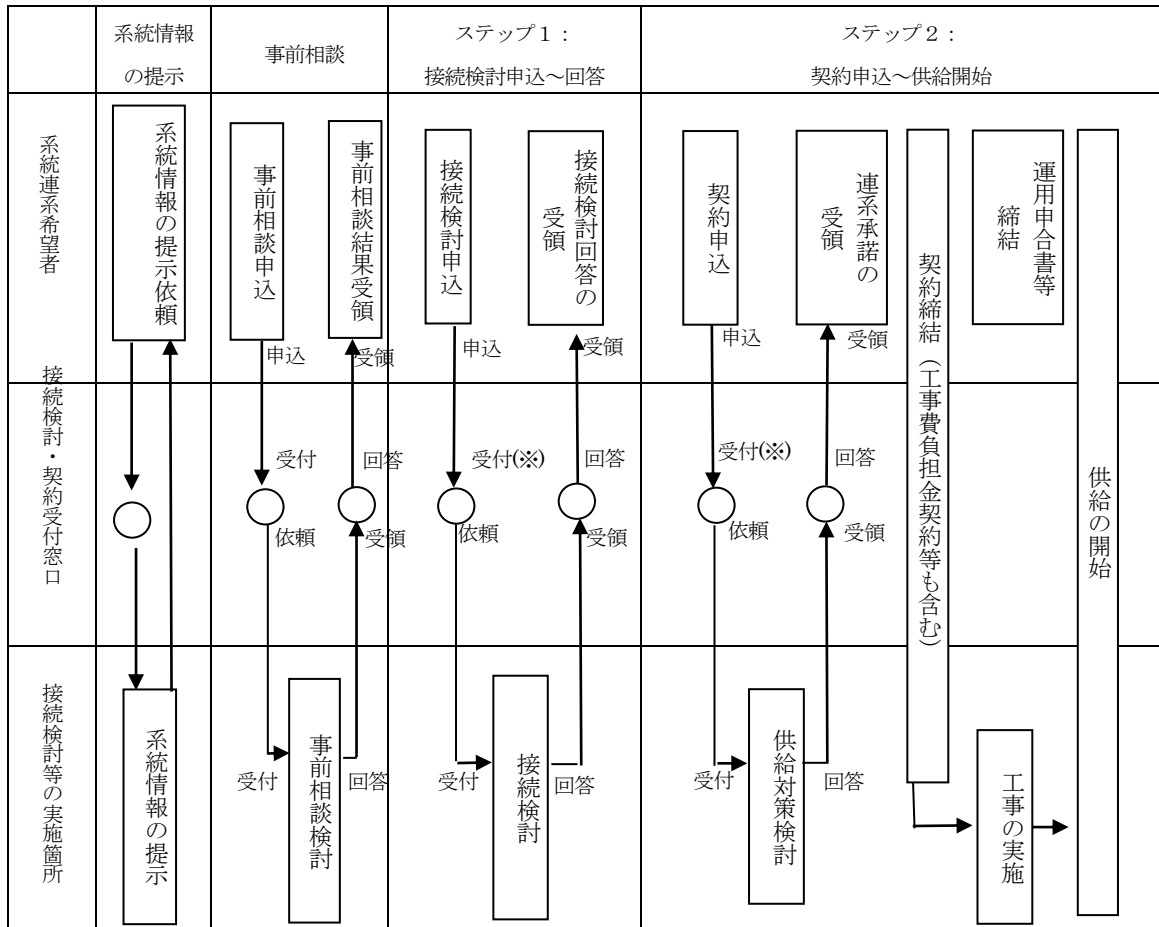 系統情報
の提示
事前相談
ステップ１：
接続検討申込～回答
ステップ２：
契約申込～供給開始
系統連系希望者
系統情報の提示依頼
事前相談申込
事前相談結果受領
接続検討申込
接続検討回答の
受領
契約申込
連系承諾の
受領
契約締結（工事費負担金契約等も含む）
運用申合書等
締結
供給の開始
申込
受領
申込
受領
申込
受領
接続検討・契約受付窓口
受付
回答
受付(※)
回答
受付(※)
回答
依頼
受領
依頼
受領
依頼
受領
接続検討等の実施箇所
系統情報の提示
受付
事前相談検討
回答
受付
接続検討
回答
受付
供給対策検討
回答
工事の実施